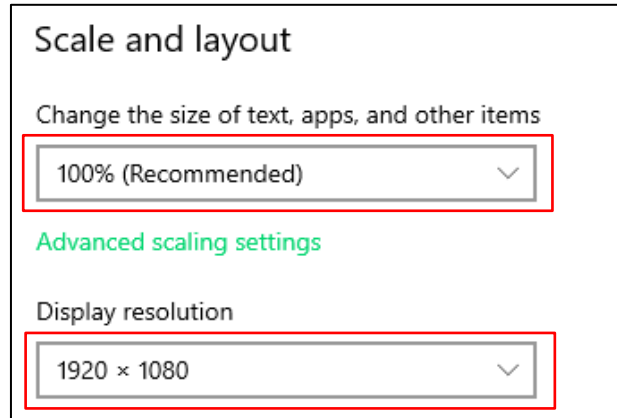 Scale and layout
Change the size of text, apps, and other items
100% (Recommended)
Advanced scaling settings
Display resolution
1920 × 1080